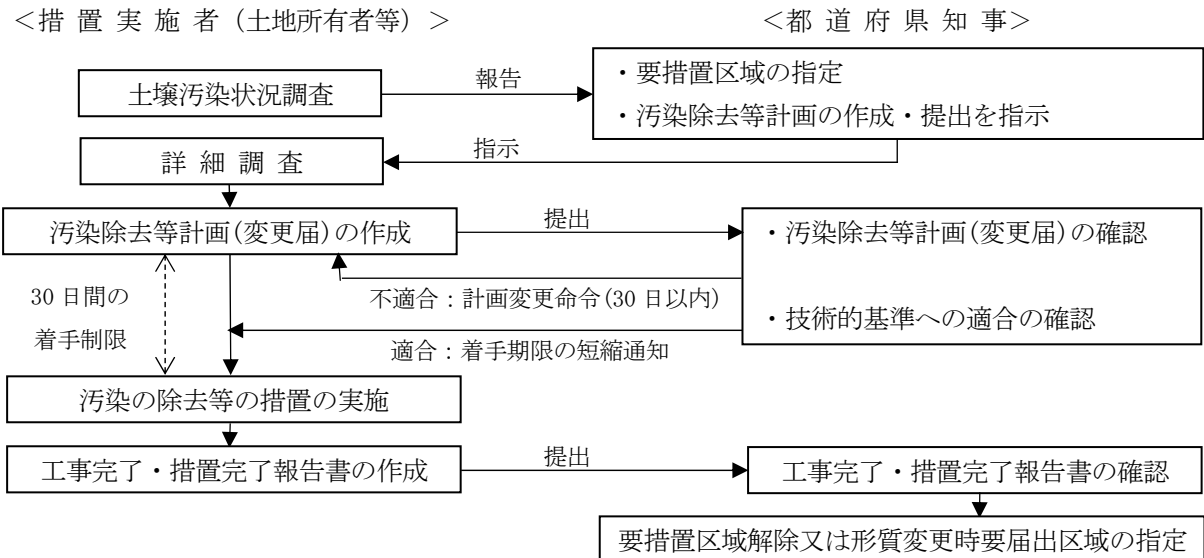 ＜措 置 実 施 者（土地所有者等）＞
＜都 道 府 県 知 事＞
土壌汚染状況調査
報告
・要措置区域の指定
・汚染除去等計画の作成・提出を指示
指示
詳 細 調 査
汚染除去等計画(変更届)の作成
提出
・汚染除去等計画(変更届)の確認
・技術的基準への適合の確認
不適合：計画変更命令(30 日以内)
30 日間の
着手制限
適合：着手期限の短縮通知
汚染の除去等の措置の実施
工事完了・措置完了報告書の作成
提出
工事完了・措置完了報告書の確認
要措置区域解除又は形質変更時要届出区域の指定